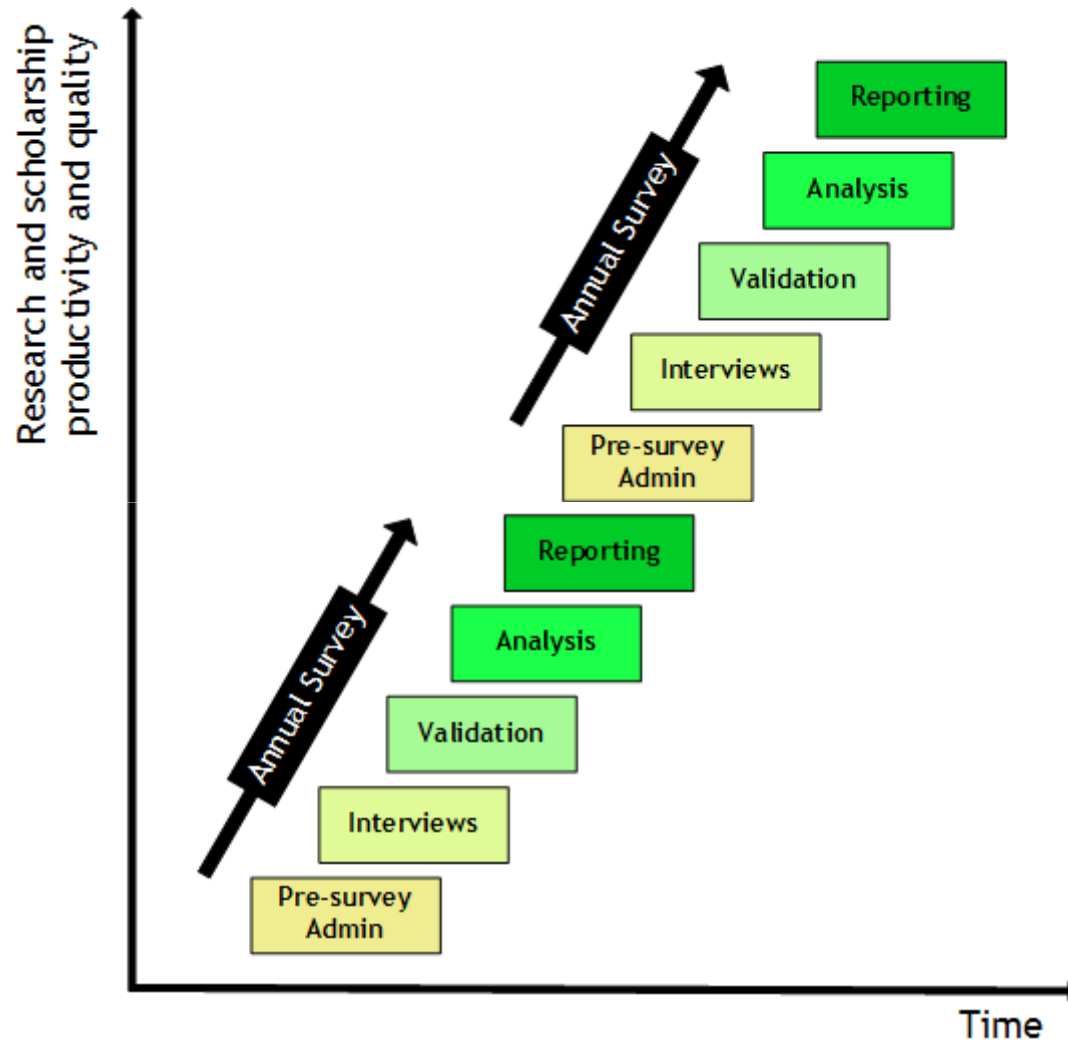 Research and scholarship
productivity and quality
Reporting
Analysis
Annual Survey
Validation
Interviews
Pre-survey
Admin
Reporting
Analysis
Annual Survey
Validation
Interviews
Pre-survey
Admin
Time